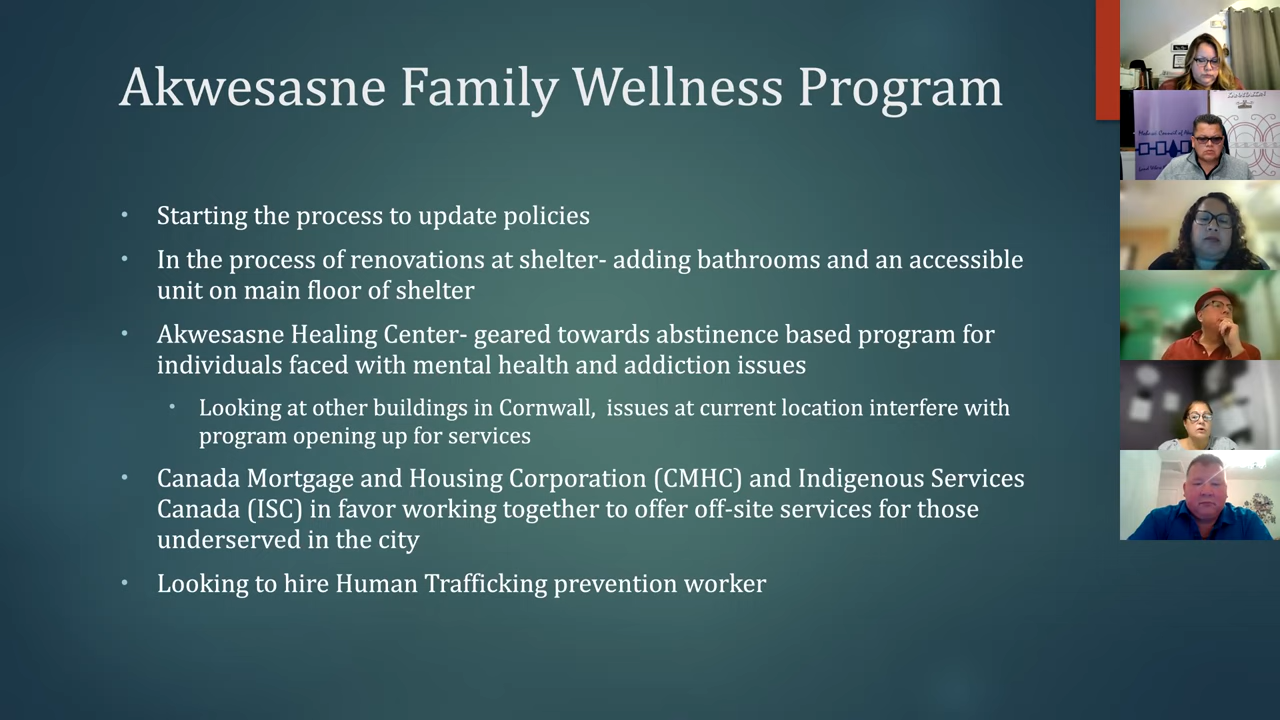 Akwesasne Family Wellness Program
• Starting the process to update policies
• In the process of renovations at shelter- adding bathrooms and an accessible
unit on main floor of shelter
• Akwesasne Healing Center- geared towards abstinence based program for
individuals faced with mental health and addiction issues
• Looking at other buildings in Cornwall, issues at current location interfere with
program opening up for services
• Canada Mortgage and Housing Corporation (CMHC) and Indigenous Services
Canada (ISC) in favor working together to offer off-site services for those
underserved in the city
• Looking to hire Human Trafficking prevention worker
Mohawk Council of